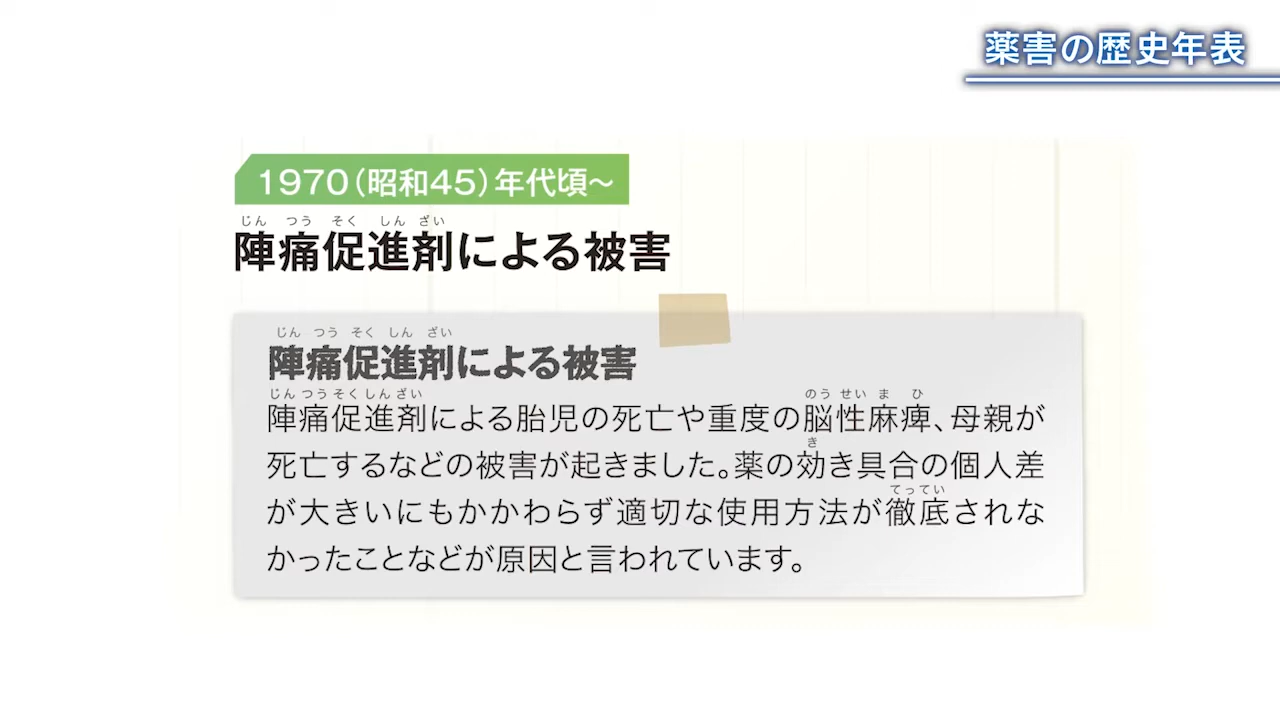 薬害の歴史年表
1970(昭和45)年代頃～
じん つう そく しん ざい
陣痛促進剤による被害
じん つう そく しん ざい
陣痛促進剤による被害
じん つう そく しん ざい のう せい ま ひ
陣痛促進剤による胎児の死亡や重度の脳性麻痺、母親が
き
死亡するなどの被害が起きました。薬の効き具合の個人差
てってい
が大きいにもかかわらず適切な使用方法が徹底されな
かったことなどが原因と言われています。